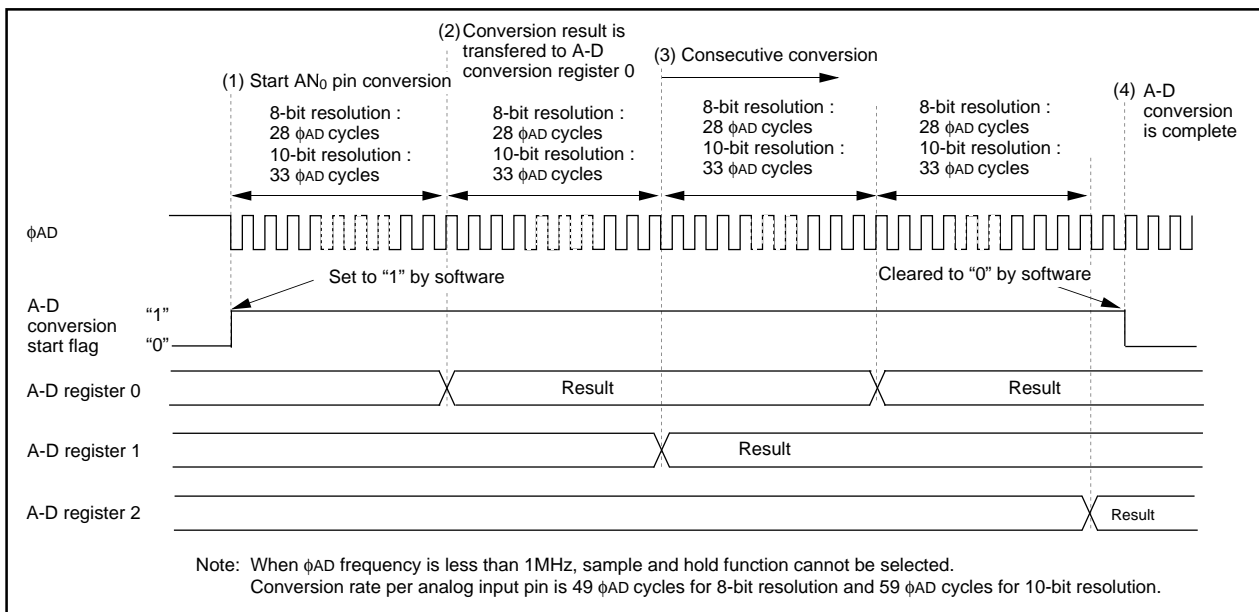 (1) Start AN0 pin conversion
(2) Conversion result is
transfered to A-D
conversion register 0
(3) Consecutive conversion
(4) A-D
conversion
is complete
8-bit resolution :
28 ϕAD cycles
10-bit resolution :
33 ϕAD cycles
8-bit resolution :
28 ϕAD cycles
10-bit resolution :
33 ϕAD cycles
8-bit resolution :
28 ϕAD cycles
10-bit resolution :
33 ϕAD cycles
8-bit resolution :
28 ϕAD cycles
10-bit resolution :
33 ϕAD cycles
ϕAD
Set to “1” by software
Cleared to “0” by software
A-D
conversion
start flag
“1”
“0”
A-D register 0
Result
Result
A-D register 1
Result
A-D register 2
Result
Note: When ϕAD frequency is less than 1MHz, sample and hold function cannot be selected.
Conversion rate per analog input pin is 49 ϕAD cycles for 8-bit resolution and 59 ϕAD cycles for 10-bit resolution.